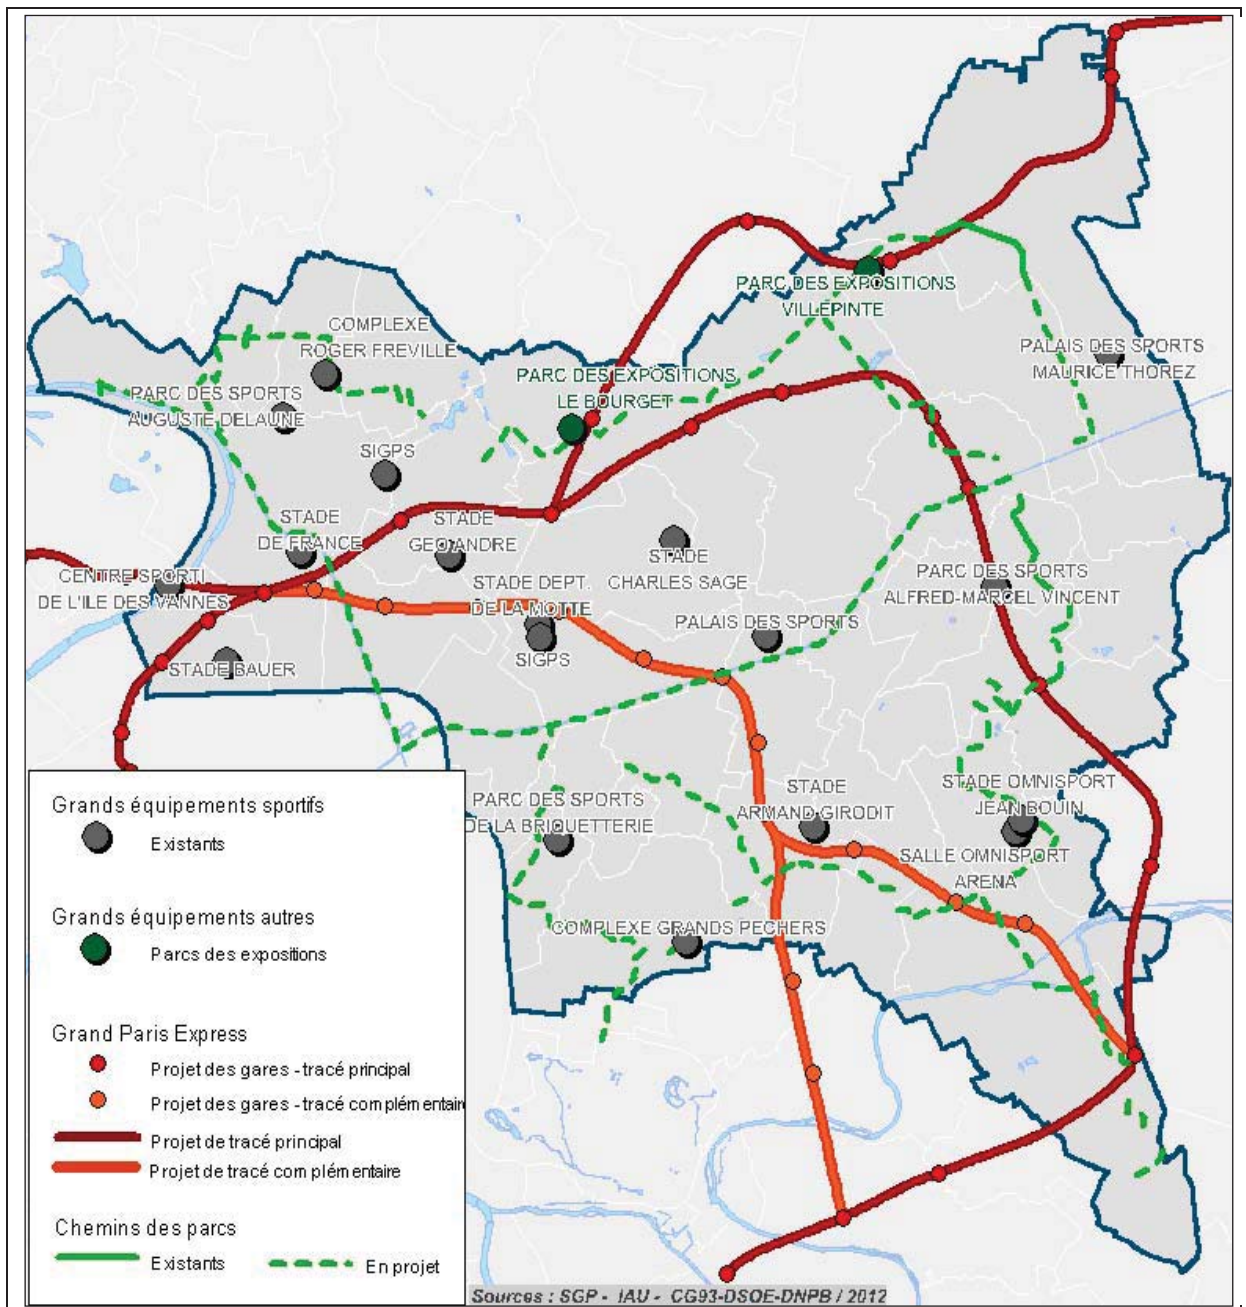 PARC DES EXPOSITIONS
VILLEPINTE
COMPLEXE
ROGER FREVILLE
PALAIS DES SPORTS
MAURICE THOREZ
PARC DES EXPOSITIONS
LE BOURGET
PARC DES SPORTS
AUGUSTE DELAUNE
SIGPS
STADE
DE FRANCE
STADE
GEO ANDRE
STADE
CHARLES SAGE
CENTRE SPORTI
DE L'ILE DES VANNES
STADE DEPT.
DE LA MOTTE
PARC DES SPORTS
ALFRED-MARCEL VINCENT
PALAIS DES SPORTS
SIGPS
STADE BAUER
STADE
ARMAND GIRODIT
STADE OMNISPORT
JEAN BOUIN
PARC DES SPORTS
DE LA BRIQUETTERIE
SALLE OMNISPORT
ARENA
COMPLEXE GRANDS PECHERS
Grands équipements sportifs
Existants
Grands équipements autres
Parcs des expositions
Grand Paris Express
Projet des gares - tracé principal
Projet des gares - tracé complémentair
Projet de tracé principal
Projet de tracé complémentaire
Chemins des parcs
Existants
En projet
Sources : SGP - IAU - CG93-DSOE-DNPB / 2012